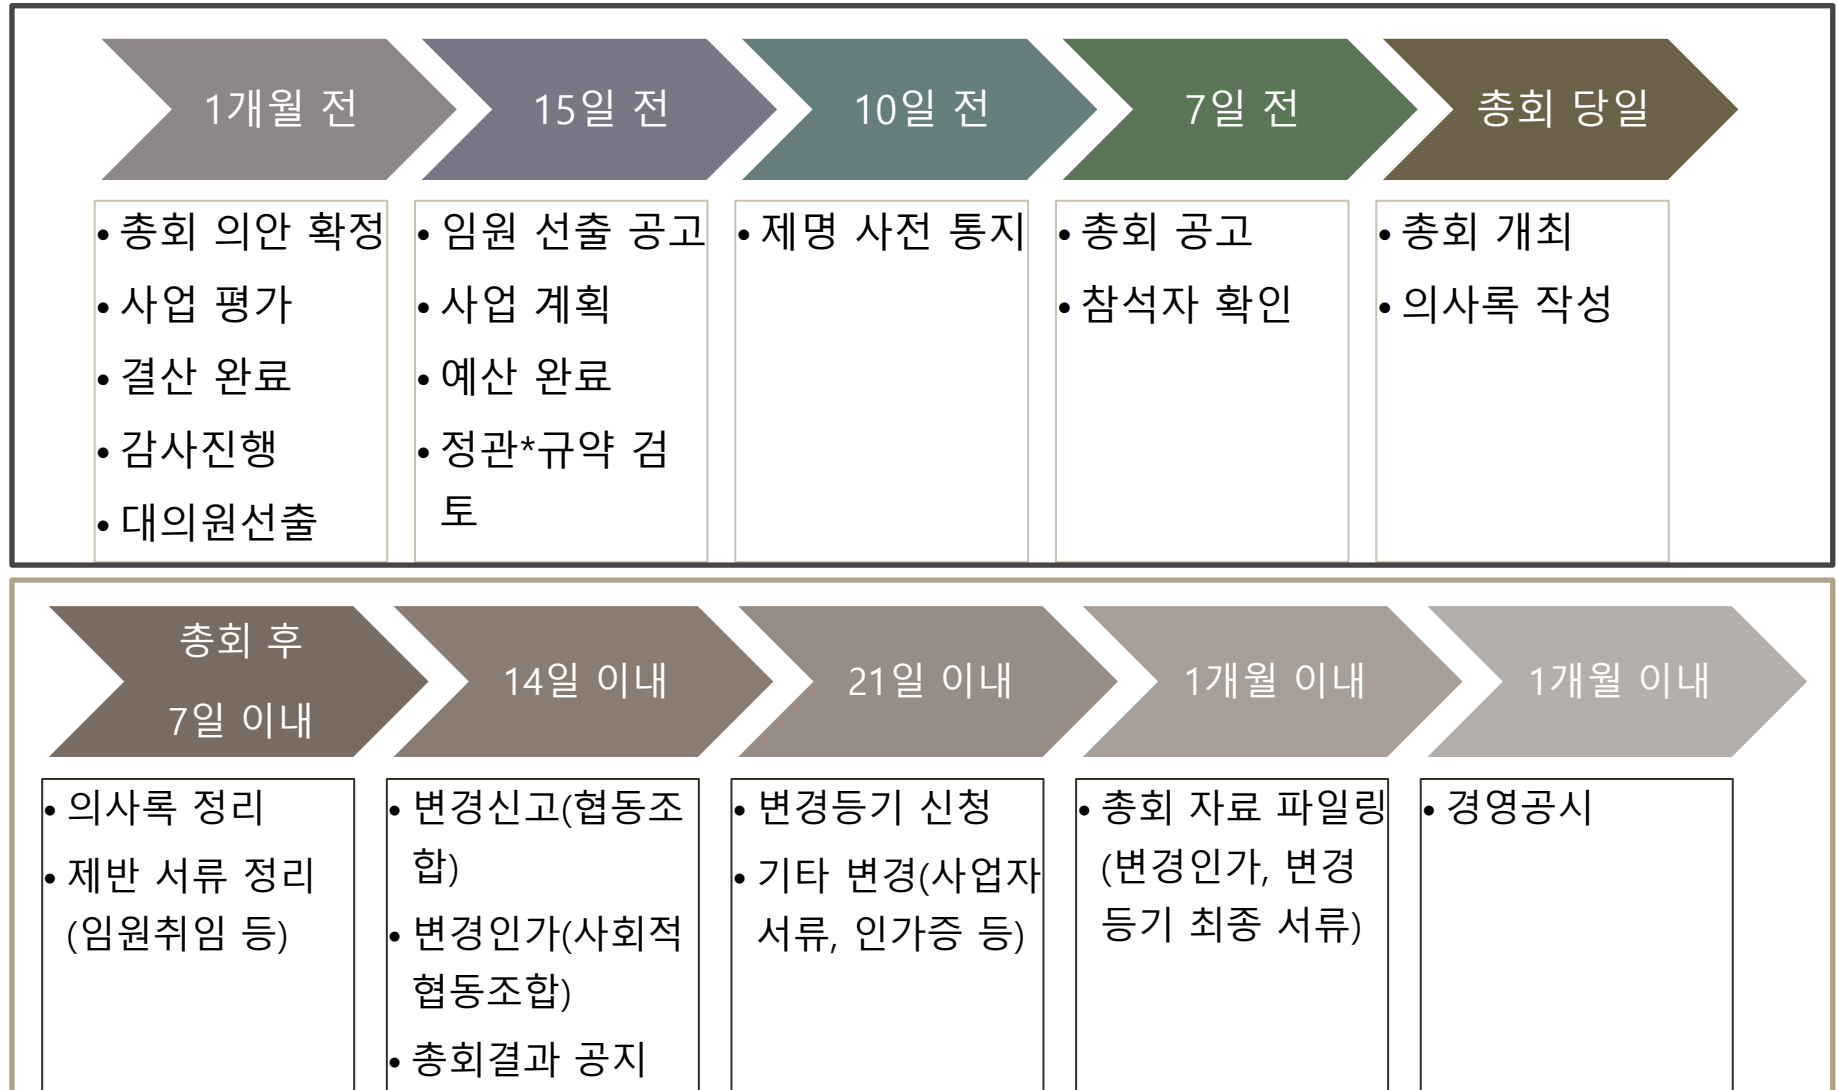 1개월 전
15일 전
10일 전
7일 전
총회 당일
• 총회 의안 확정
• 사업 평가
• 결산 완료
• 감사진행
• 대의원선출
• 임원 선출 공고
• 사업 계획
• 예산 완료
• 정관*규약 검
토
• 제명 사전 통지
• 총회 공고
• 참석자 확인
• 총회 개최
• 의사록 작성
총회 후
7일 이내
14일 이내
21일 이내
1개월 이내
1개월 이내
• 의사록 정리
• 제반 서류 정리
(임원취임 등)
• 변경신고(협동조
합)
• 변경인가(사회적
협동조합)
• 총회결과 공지
• 변경등기 신청
• 기타 변경(사업자
서류, 인가증 등)
• 총회 자료 파일링
(변경인가, 변경
등기 최종 서류)
• 경영공시